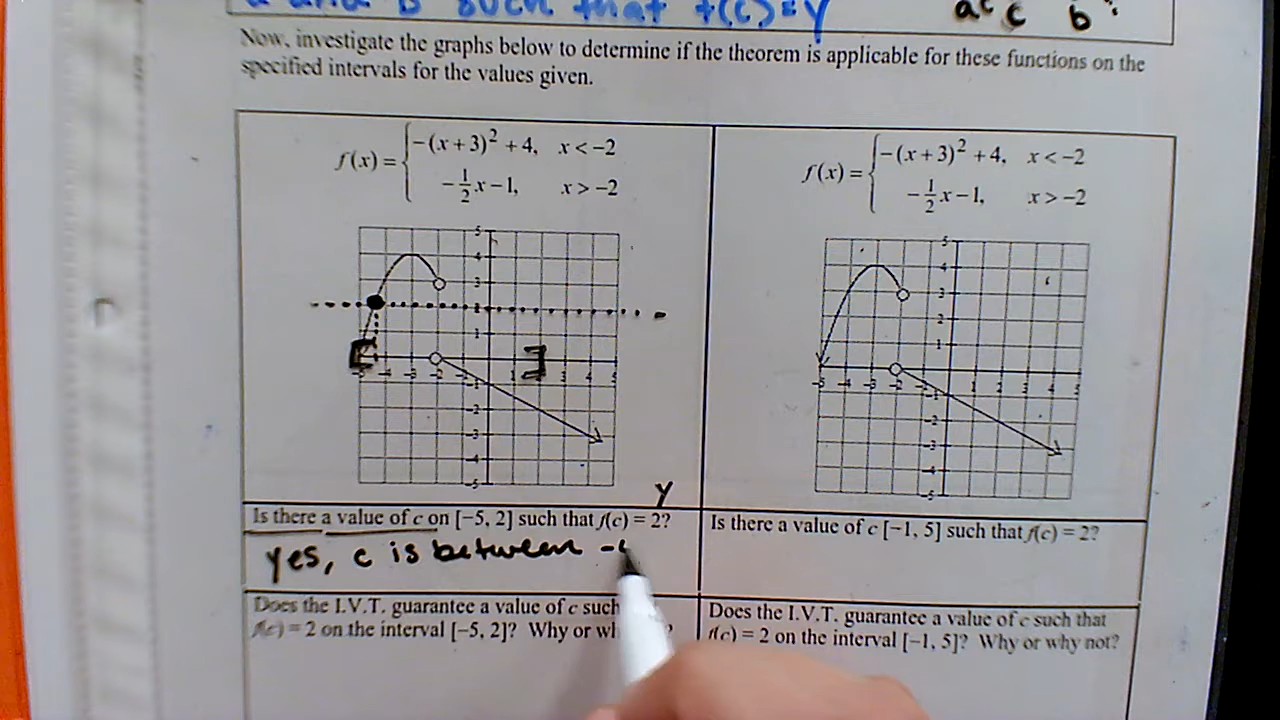 a and B such that f(c)=y a c c b
Now, investigate the graphs below to determine if the theorem is applicable for these functions on the
specified intervals for the values given.
f(x) = { -(x+3)² + 4, x < -2
-1/2x - 1, x > -2
f(x) = { -(x+3)² + 4, x < -2
-1/2x - 1, x > -2
y
Is there a value of c on [-5, 2] such that f(c) = 2?
yes, c is between
Does the I.V.T. guarantee a value of c such
f(c) = 2 on the interval [-5, 2]? Why or
Is there a value of c [-1, 5] such that f(c) = 2?
Does the I.V.T. guarantee a value of c such that
f(c) = 2 on the interval [-1, 5]? Why or why not?